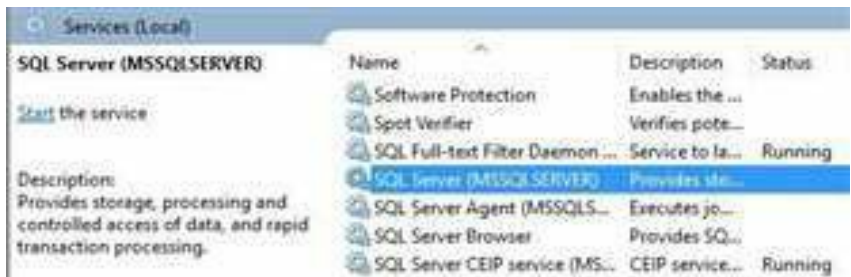 Services (Local)
SQL Server (MSSQLSERVER)
Start the service
Description:
Provides storage, processing and
controlled access of data, and rapid
transaction processing.
Name Description Status
Software Protection Enables the ...
Spot Verifier Verifies pote...
SQL Full-text Filter Daemon ... Service to la... Running
SQL Server (MSSQLSERVER) Provides sto...
SQL Server Agent (MSSQLS... Executes jo...
SQL Server Browser Provides SQ...
SQL Server CEIP service (MS... CEIP service... Running